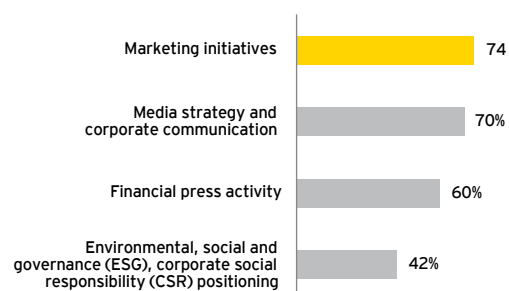 Marketing initiatives 74
Media strategy and
corporate communication 70%
Financial press activity 60%
Environmental, social and
governance (ESG), corporate social 42%
responsibility (CSR) positioning